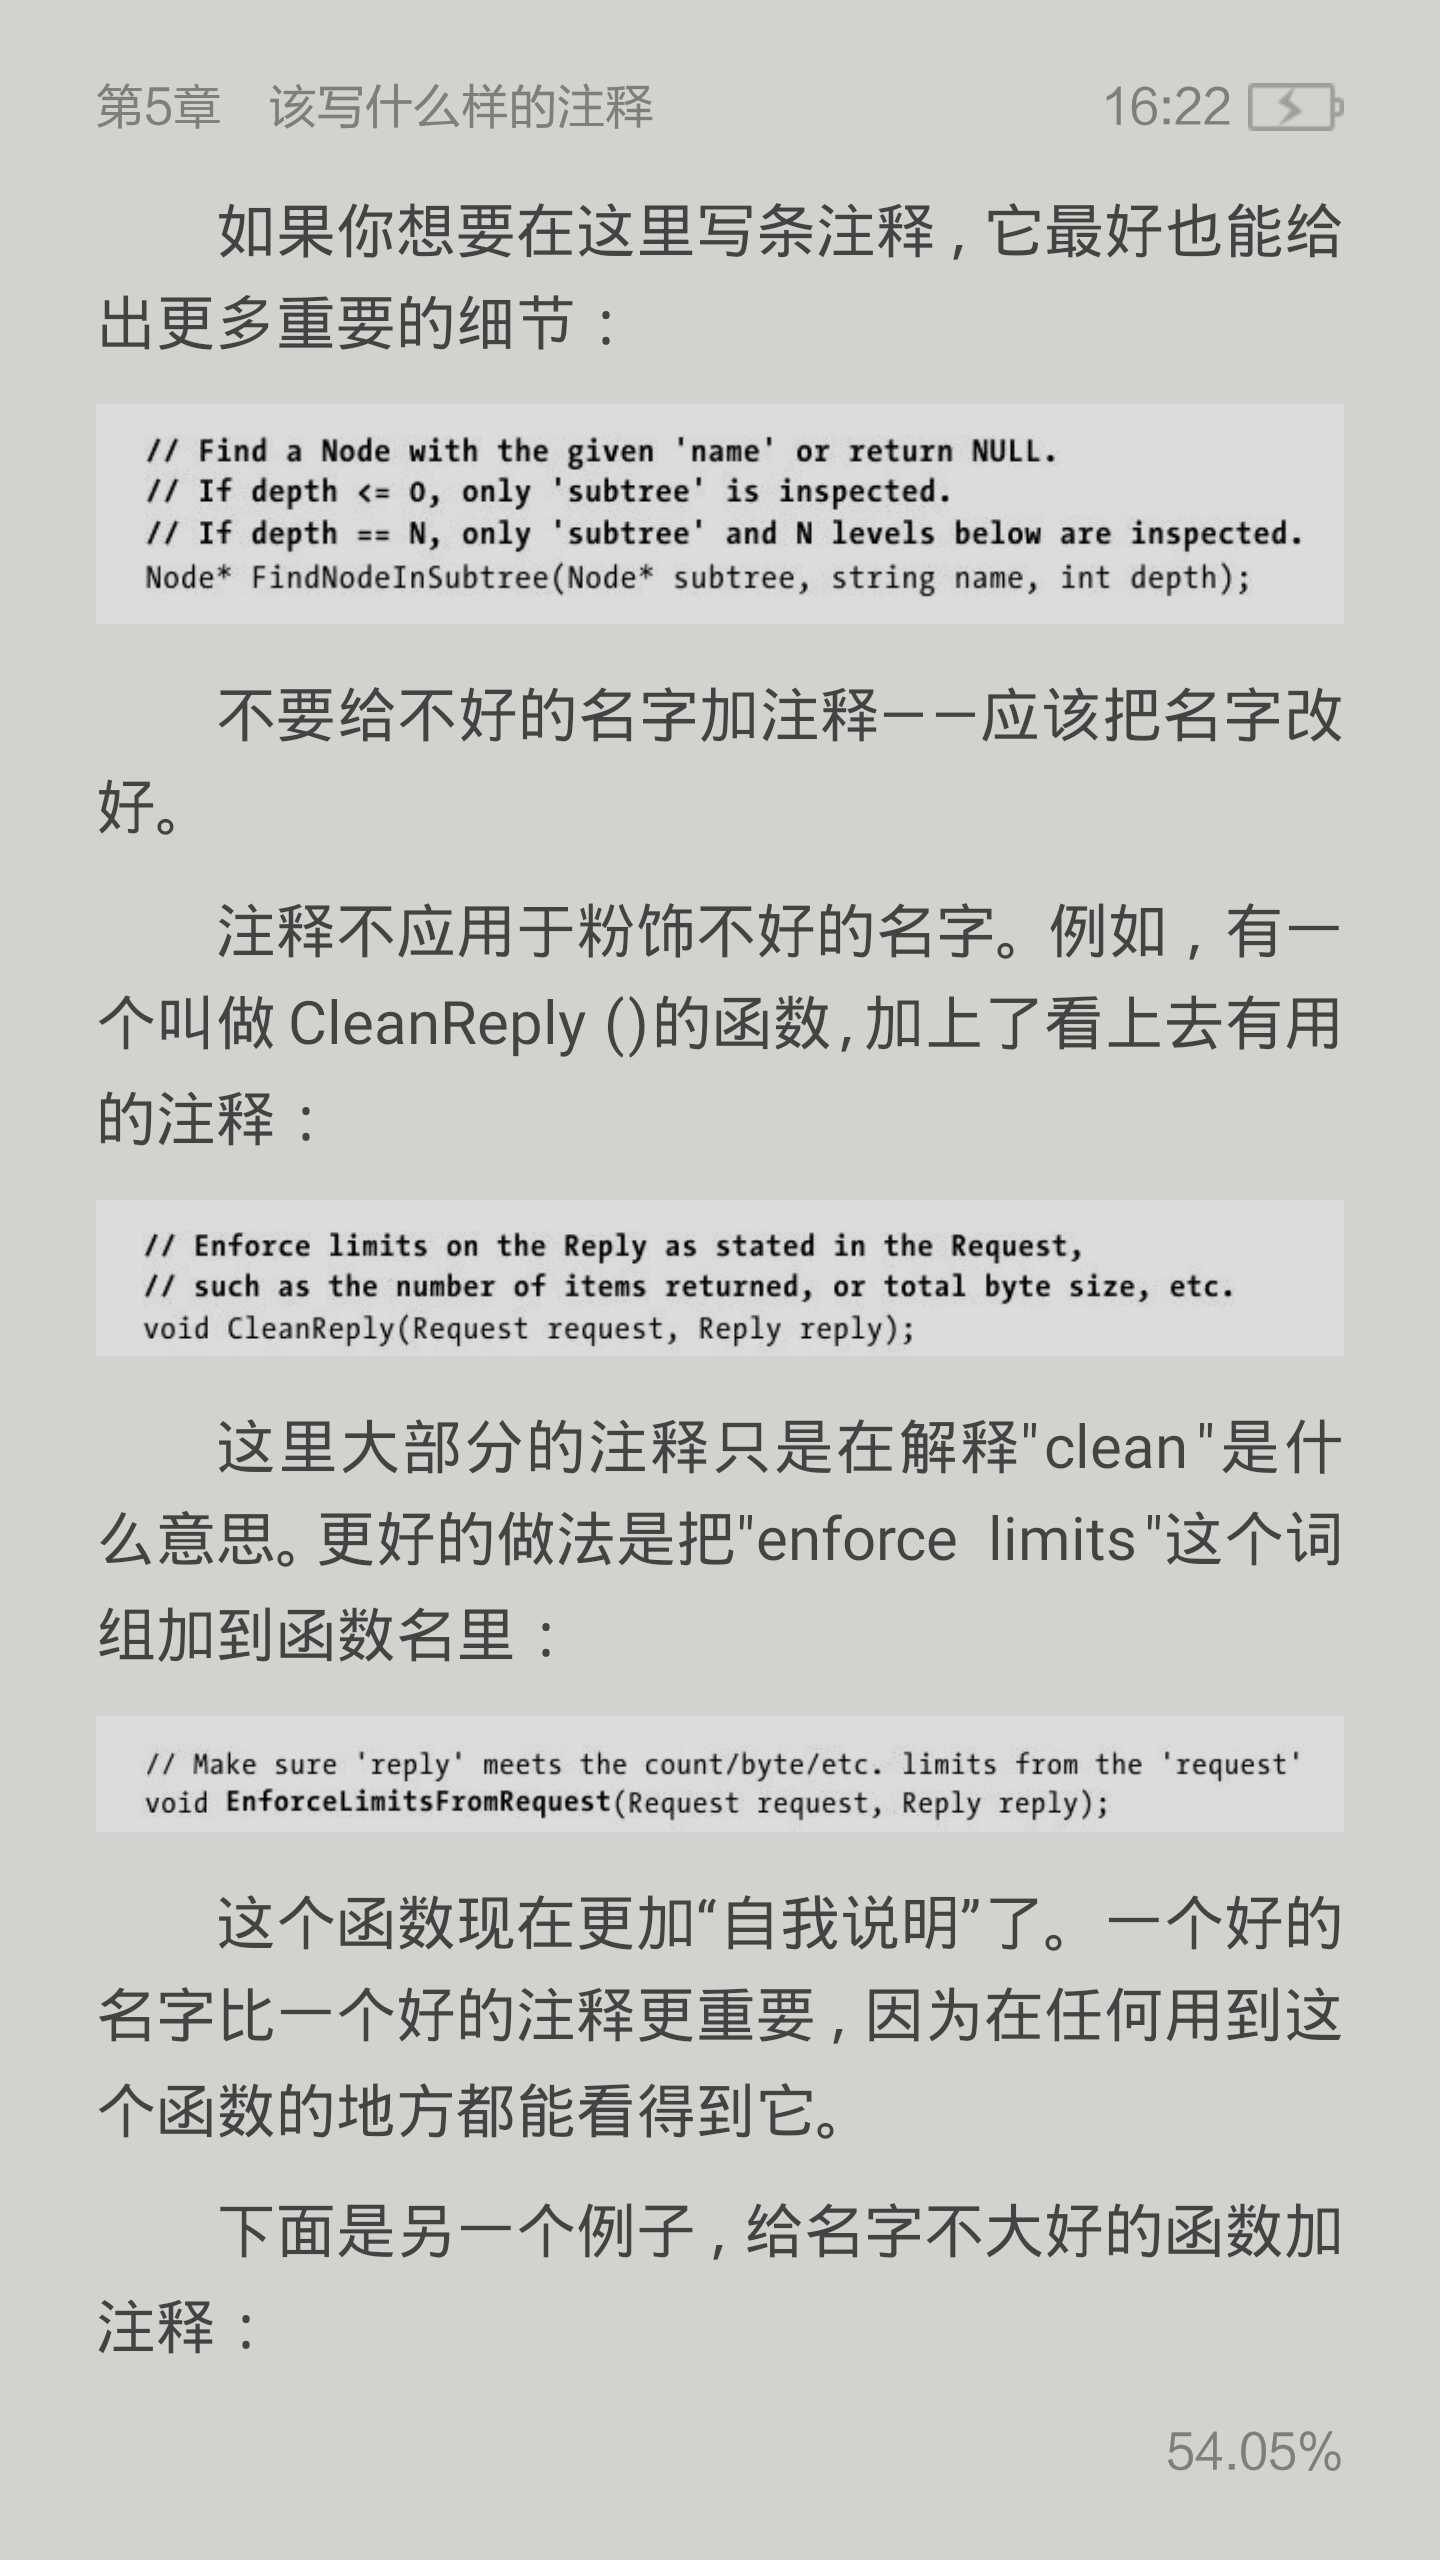 第5章　该写什么样的注释
16:22
如果你想要在这里写条注释，它最好也能给
出更多重要的细节：
// Find a Node with the given 'name' or return NULL.
// If depth <= 0, only 'subtree' is inspected.
// If depth == N, only 'subtree' and N levels below are inspected.
Node* FindNodeInSubtree(Node* subtree, string name, int depth);
不要给不好的名字加注释——应该把名字改
好。
注释不应用于粉饰不好的名字。例如，有一
个叫做 CleanReply ()的函数，加上了看上去有用
的注释：
// Enforce limits on the Reply as stated in the Request,
// such as the number of items returned, or total byte size, etc.
void CleanReply(Request request, Reply reply);
这里大部分的注释只是在解释"clean"是什
么意思。更好的做法是把"enforce limits"这个词
组加到函数名里：
// Make sure 'reply' meets the count/byte/etc. limits from the 'request'
void EnforceLimitsFromRequest(Request request, Reply reply);
这个函数现在更加“自我说明”了。一个好的
名字比一个好的注释更重要，因为在任何用到这
个函数的地方都能看得到它。
下面是另一个例子，给名字不大好的函数加
注释：
54.05%